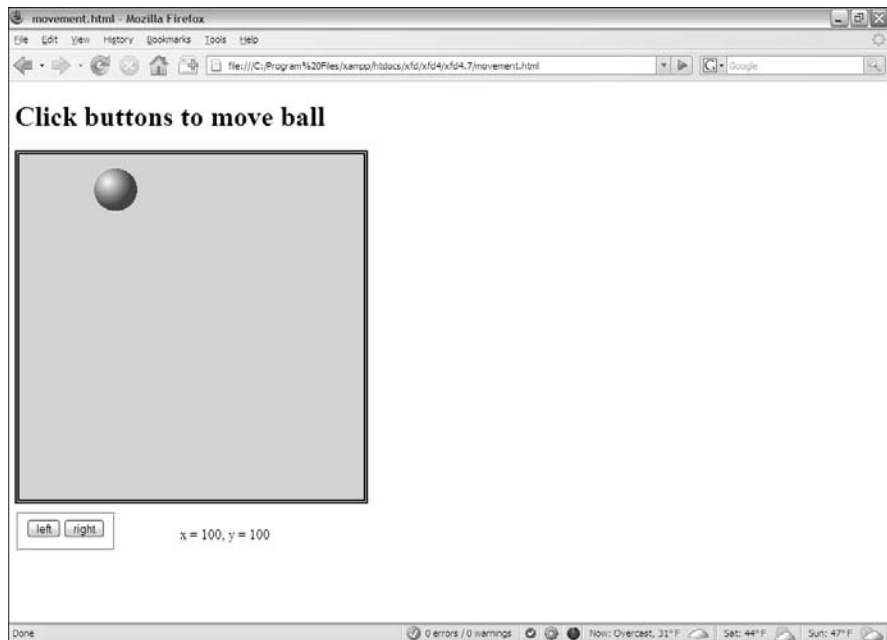 movement.html - Mozilla Firefox
File Edit View History Bookmarks Tools Help
file:///C:/Program%20Files/xampp/htdocs/xfd/xfd4/xfd4.7/movement.html
G Google
Click buttons to move ball
left right
x = 100, y = 100
Done
0 errors / 0 warnings
Now: Overcast, 31°F
Sat: 44°F
Sun: 47°F